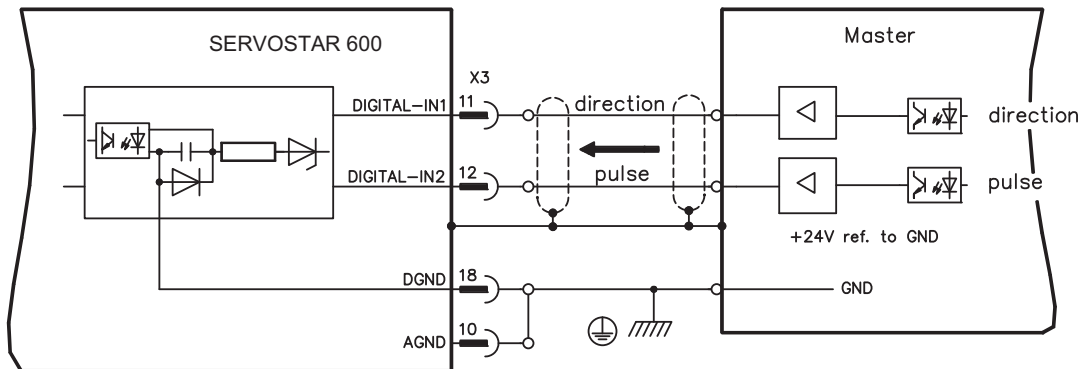 SERVOSTAR 600
Master
X3
DIGITAL-IN1
11
direction
direction
pulse
DIGITAL-IN2
12
pulse
+24V ref. to GND
DGND
18
GND
AGND
10